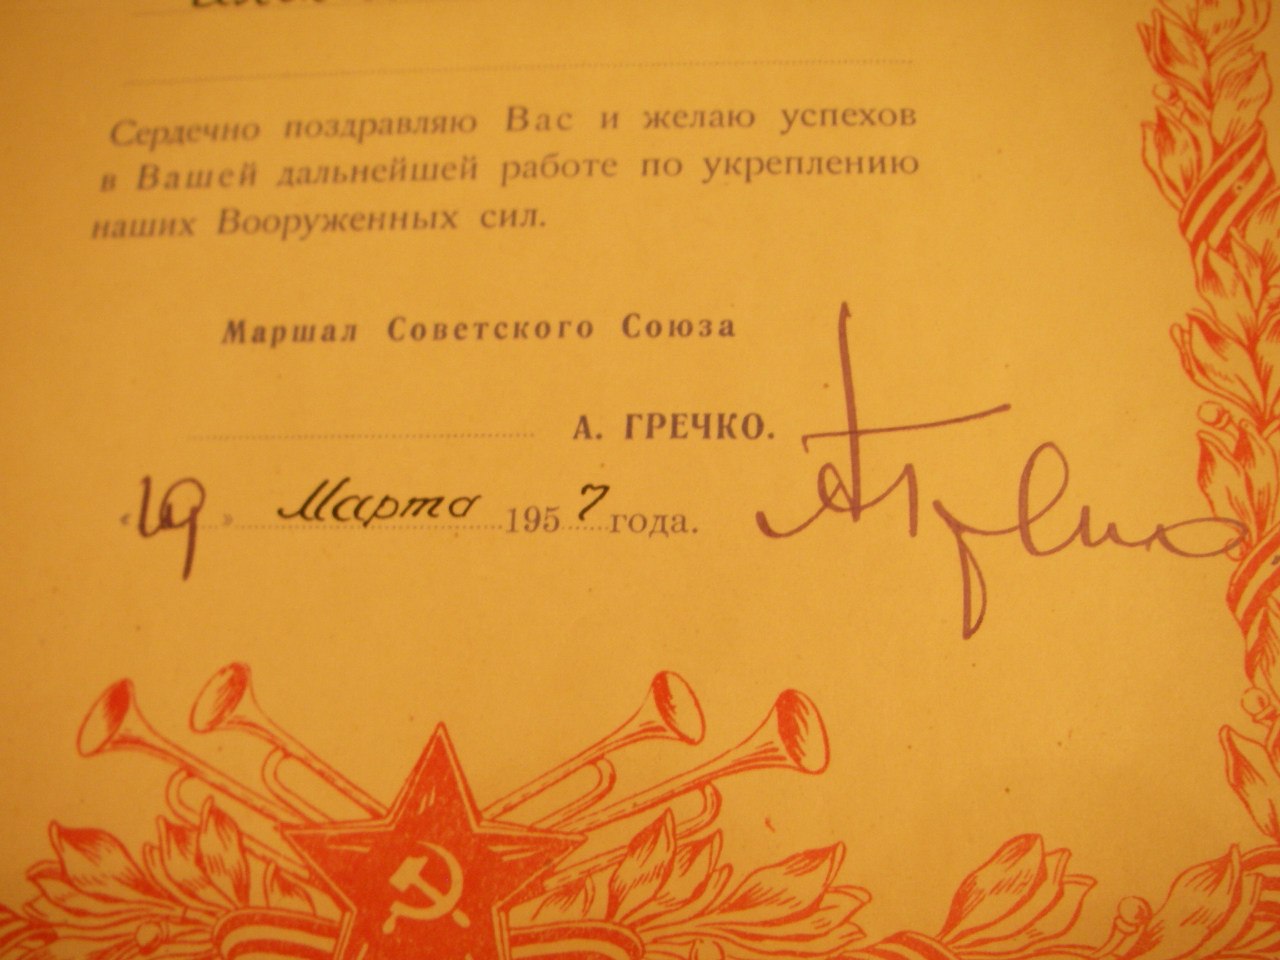 Сердечно поздравляю Вас и желаю успехов
в Вашей дальнейшей работе по укреплению
наших Вооруженных сил.
Маршал Советского Союза
А. ГРЕЧКО.
«19» Марта 1957 года.